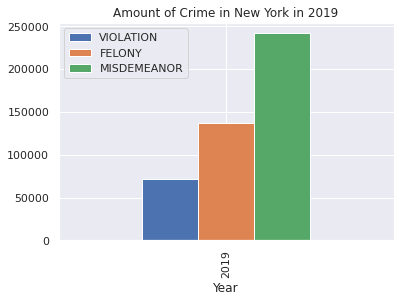 Amount of Crime in New York in 2019
VIOLATION
FELONY
MISDEMEANOR
250000
200000
150000
100000
50000
0
2019
Year